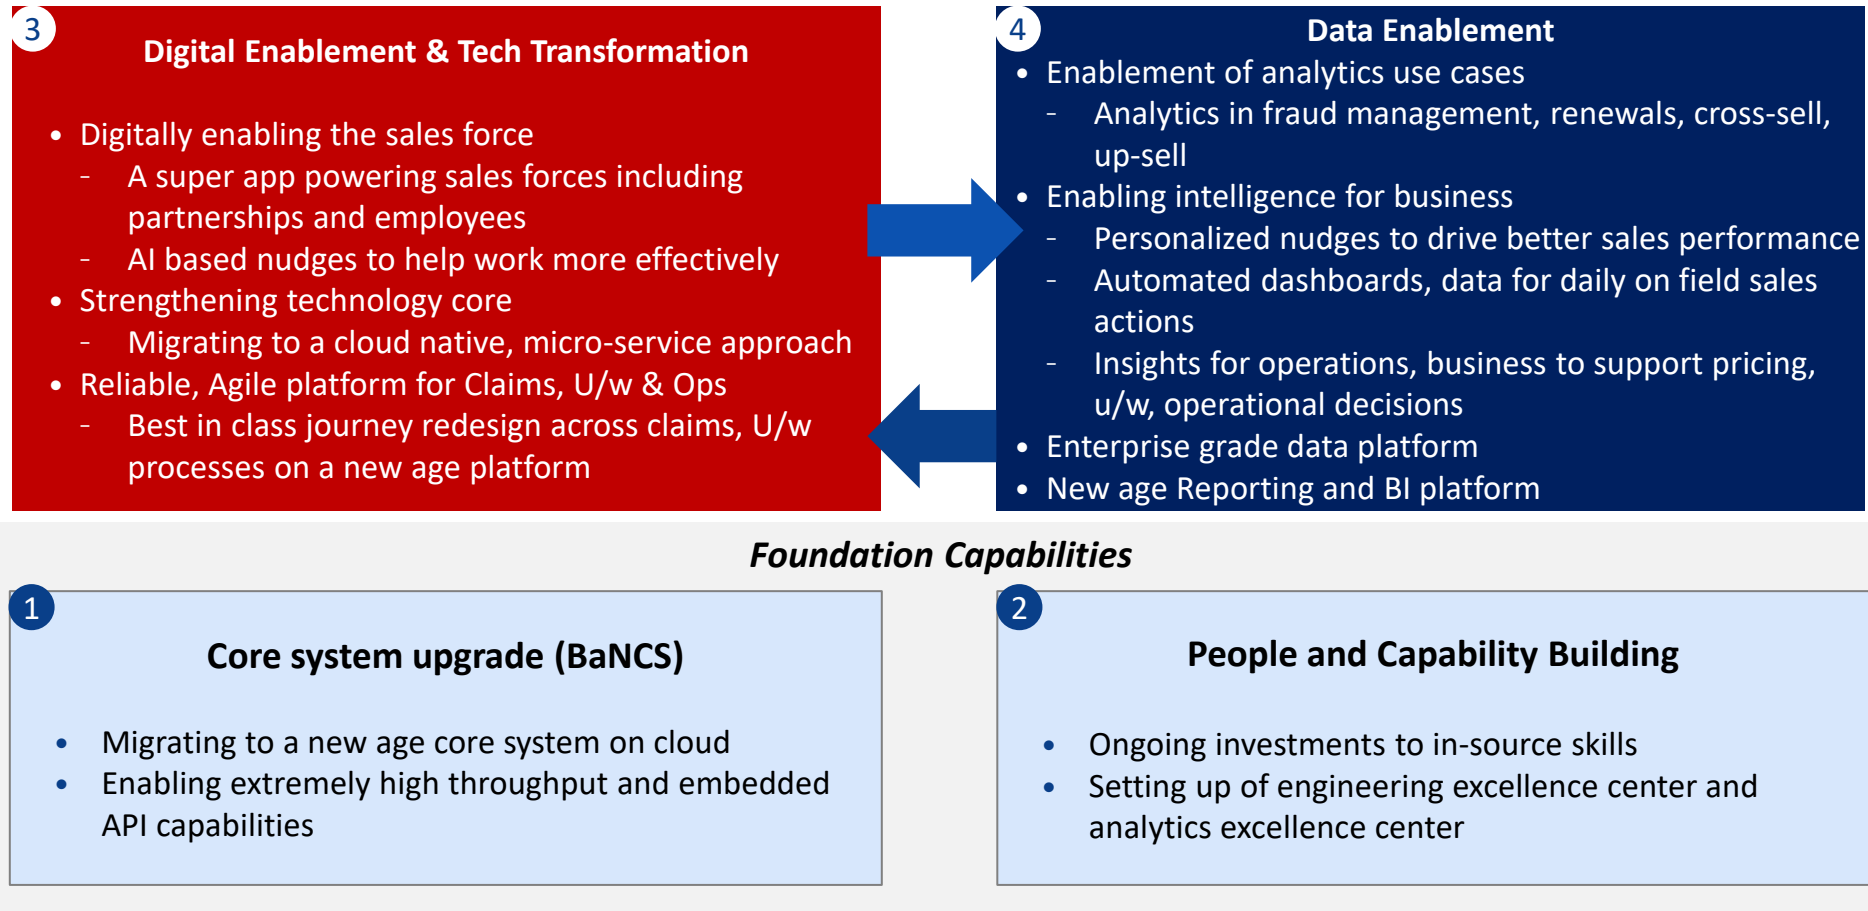 3
Digital Enablement & Tech Transformation
• Digitally enabling the sales force
- A super app powering sales forces including
partnerships and employees
- AI based nudges to help work more effectively
• Strengthening technology core
- Migrating to a cloud native, micro-service approach
• Reliable, Agile platform for Claims, U/w & Ops
- Best in class journey redesign across claims, U/w
processes on a new age platform
4
Data Enablement
• Enablement of analytics use cases
- Analytics in fraud management, renewals, cross-sell,
up-sell
• Enabling intelligence for business
- Personalized nudges to drive better sales performance
- Automated dashboards, data for daily on field sales
actions
- Insights for operations, business to support pricing,
u/w, operational decisions
• Enterprise grade data platform
• New age Reporting and BI platform
Foundation Capabilities
1
Core system upgrade (BaNCS)
• Migrating to a new age core system on cloud
• Enabling extremely high throughput and embedded
API capabilities
2
People and Capability Building
• Ongoing investments to in-source skills
• Setting up of engineering excellence center and
analytics excellence center